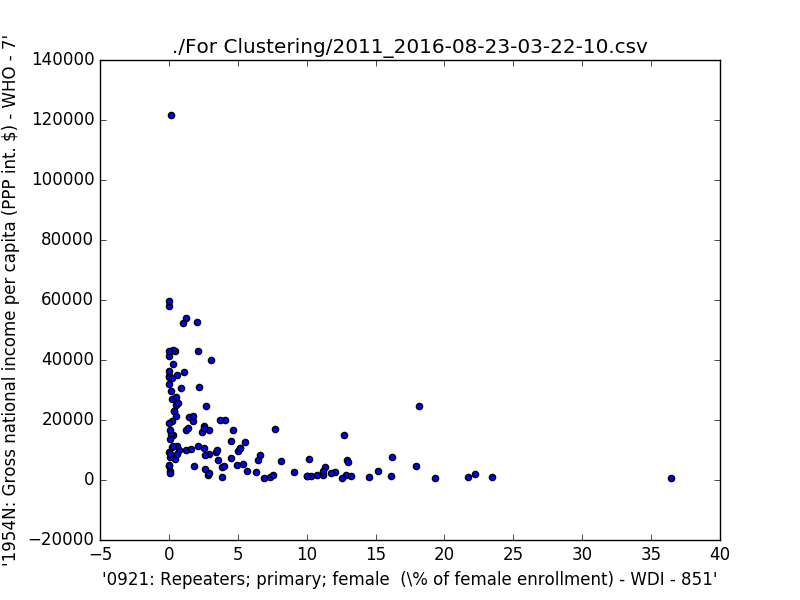 ./For Clustering/2011_2016-08-23-03-22-10.csv
'1954N: Gross national income per capita (PPP int. $) - WHO - 7'
140000
120000
100000
80000
60000
40000
20000
0
−20000
−5 0 5 10 15 20 25 30 35 40
'0921: Repeaters; primary; female  (\% of female enrollment) - WDI - 851'